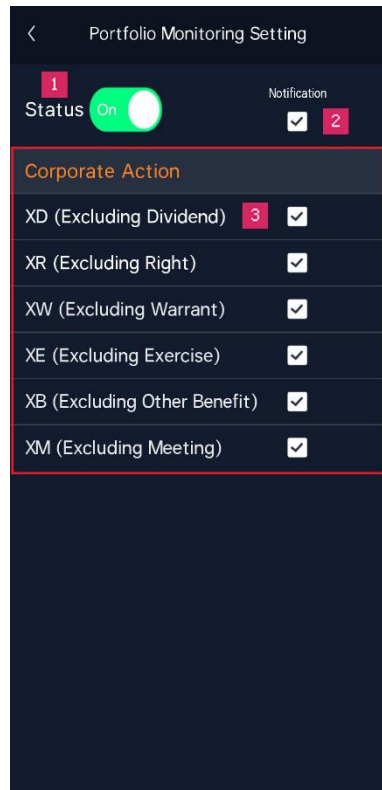 Portfolio Monitoring Setting
1
Status On
Notification
2
Corporate Action
XD (Excluding Dividend) 3
XR (Excluding Right)
XW (Excluding Warrant)
XE (Excluding Exercise)
XB (Excluding Other Benefit)
XM (Excluding Meeting)